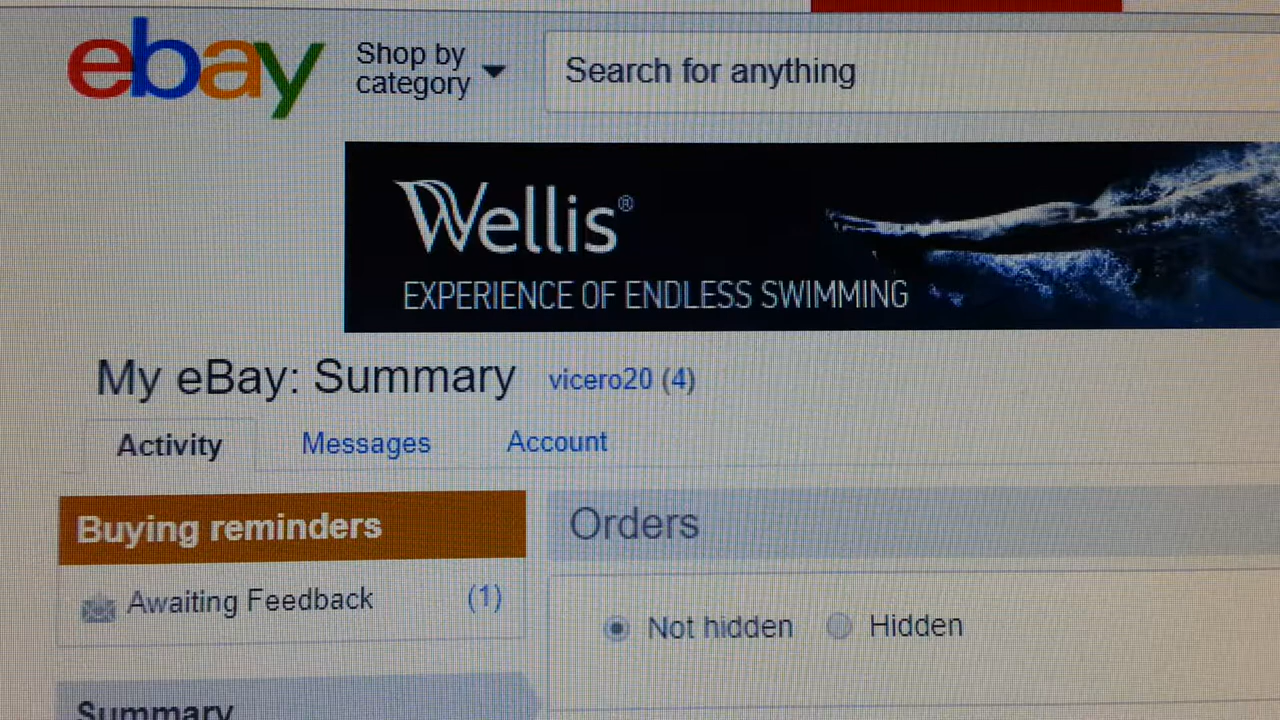 ebay
Shop by
category
Search for anything
Wellis®
EXPERIENCE OF ENDLESS SWIMMING
My eBay: Summary vicero20 (4)
Activity Messages Account
Buying reminders
Orders
Awaiting Feedback (1)
Not hidden Hidden
Summary